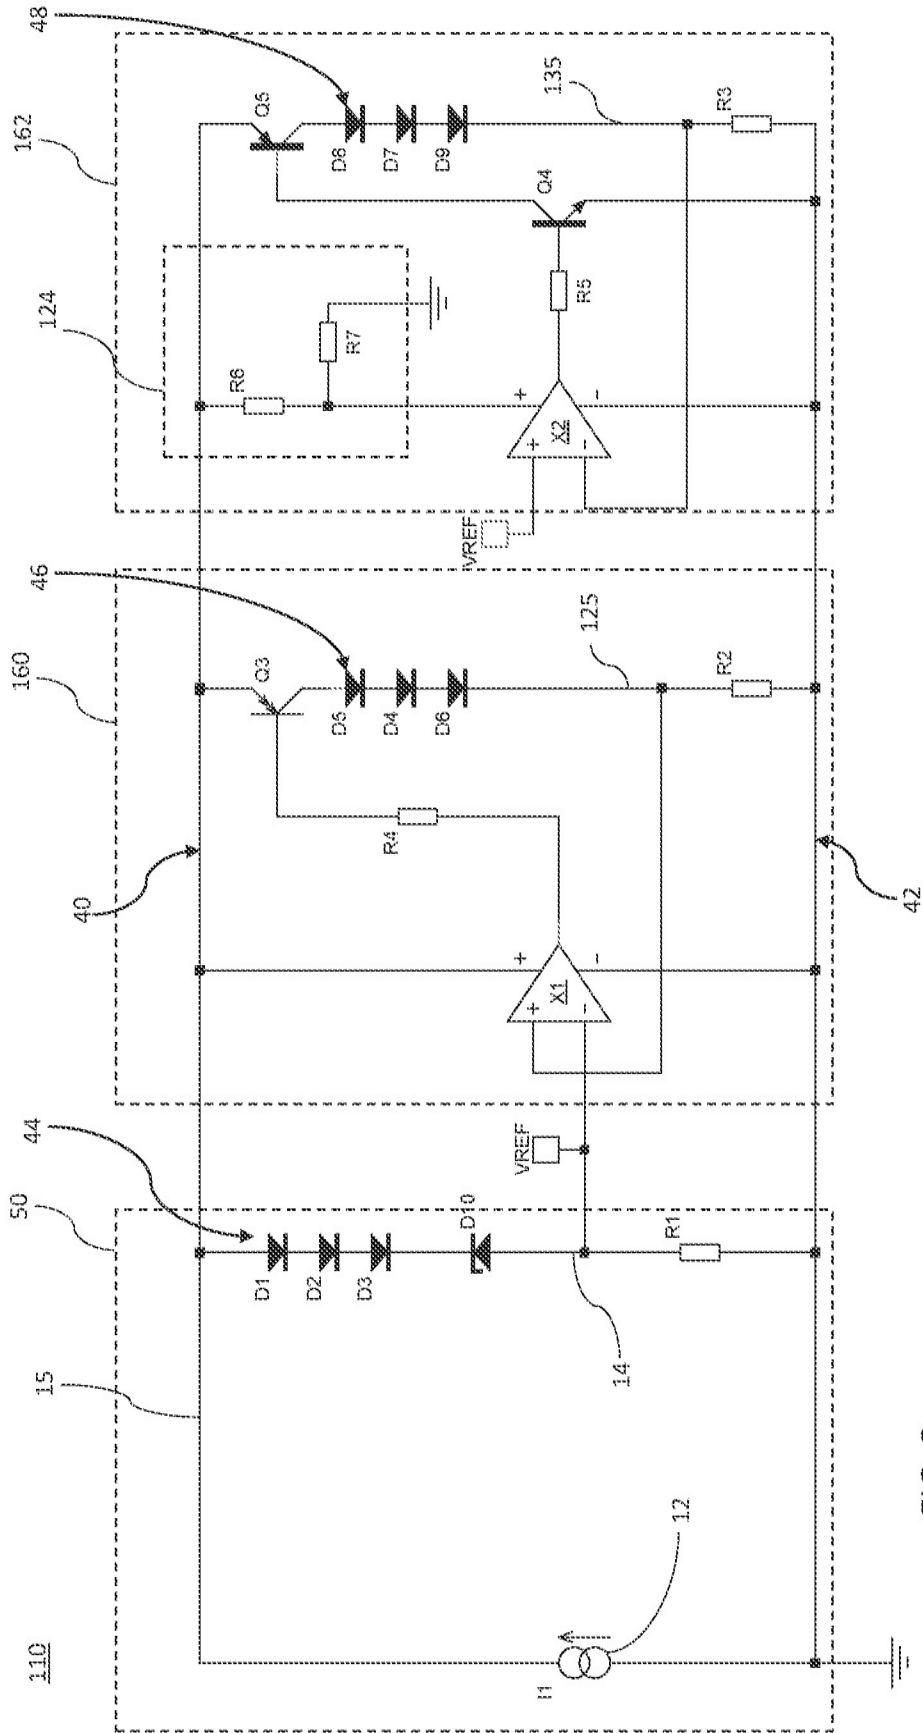 110
50
15
44
D1
D2
D3
D10
VREF
14
R1
I1
12
160
40
46
Q3
D5
D4
D6
R4
125
+
X1
+
-
-
R2
42
162
124
48
R6
R7
Q5
D8
D7
D9
135
VREF
+
X2
+
-
-
R5
Q4
R3